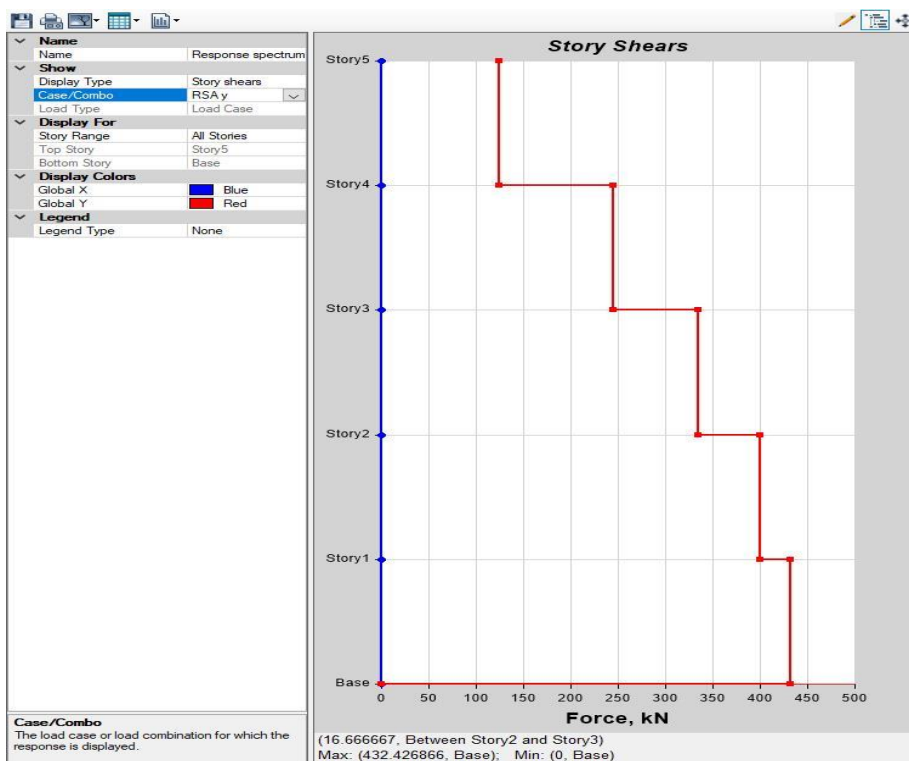 Name
Name Response spectrum
Show
Display Type Story shears
Case/Combo RSA y
Load Type Load Case
Display For
Story Range All Stories
Top Story Story5
Bottom Story Base
Display Colors
Global X Blue
Global Y Red
Legend
Legend Type None
Case/Combo
The load case or load combination for which the
response is displayed.
Story Shears
Story5
Story4
Story3
Story2
Story1
Base
0 50 100 150 200 250 300 350 400 450 500
Force, kN
(16.666667, Between Story2 and Story3)
Max: (432.426866, Base); Min: (0, Base)